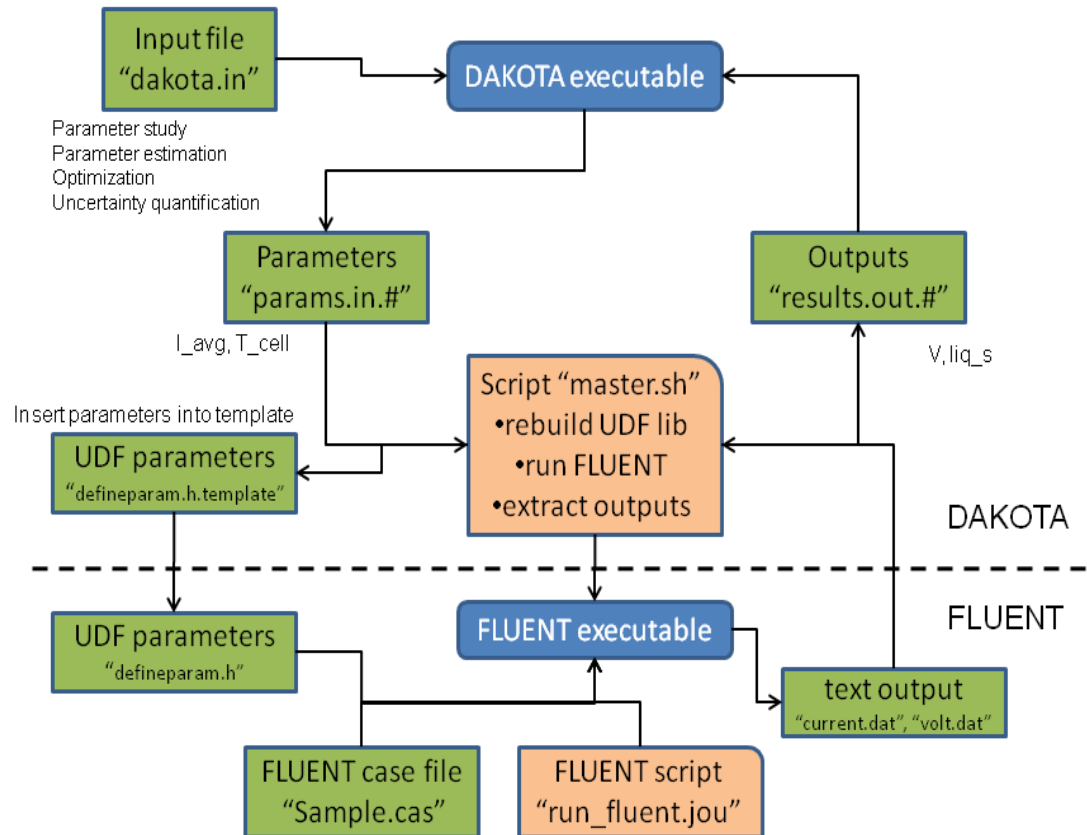 Input file
“dakota.in”
DAKOTA executable
Parameter study
Parameter estimation
Optimization
Uncertainty quantification
Parameters
“params.in.#”
Outputs
“results.out.#”
I_avg, T_cell
V, liq_s
Script “master.sh”
•rebuild UDF lib
•run FLUENT
•extract outputs
Insert parameters into template
UDF parameters
“defineparam.h.template”
DAKOTA
FLUENT
UDF parameters
“defineparam.h”
FLUENT executable
text output
“current.dat”, “volt.dat”
FLUENT case file
“Sample.cas”
FLUENT script
“run_fluent.jou”